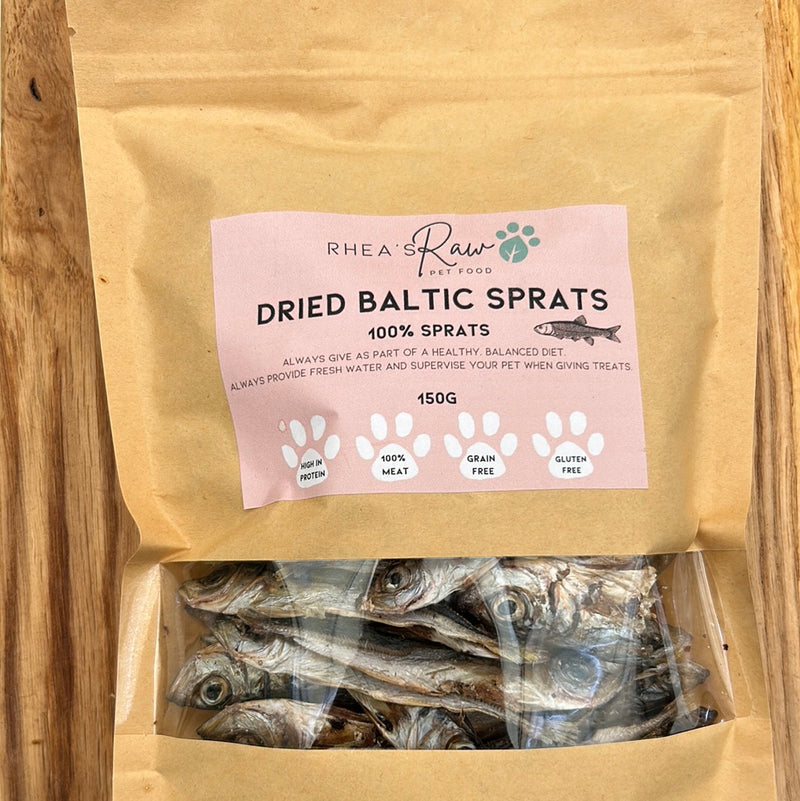 RHEA'S Raw
PET FOOD
DRIED BALTIC SPRATS
100% SPRATS
ALWAYS GIVE AS PART OF A HEALTHY, BALANCED DIET.
ALWAYS PROVIDE FRESH WATER AND SUPERVISE YOUR PET WHEN GIVING TREATS.
150G
HIGH IN
PROTEIN
100%
MEAT
GRAIN
FREE
GLUTEN
FREE